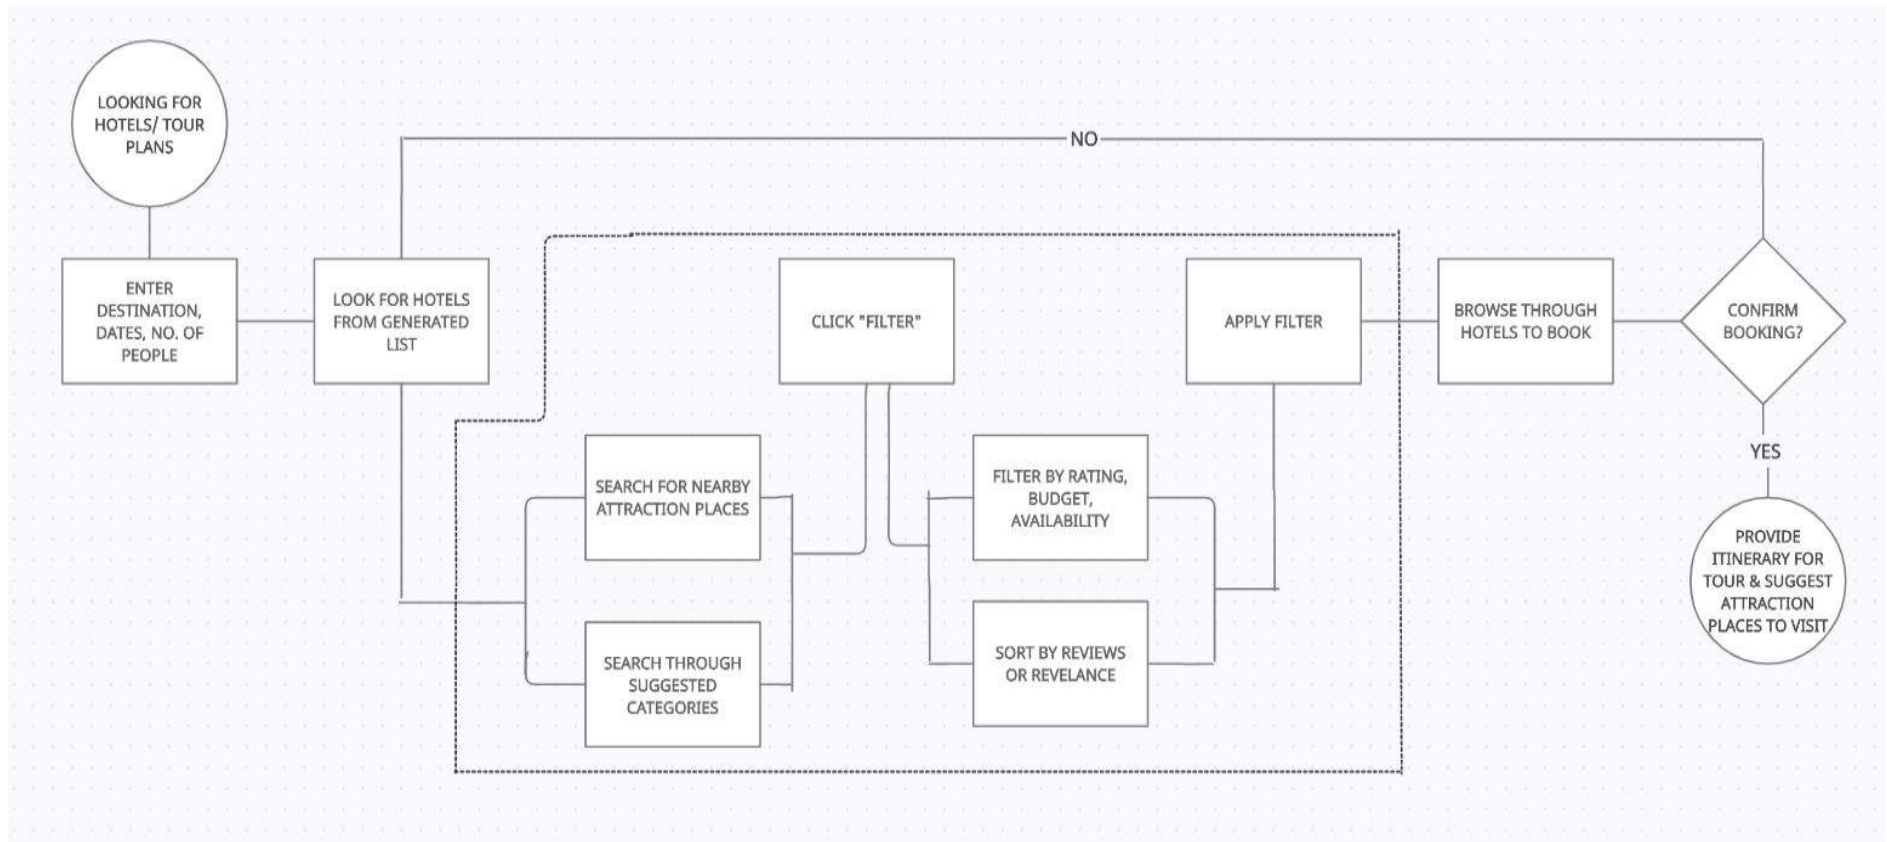 LOOKING FOR
HOTELS/ TOUR
PLANS
ENTER
DESTINATION,
DATES, NO. OF
PEOPLE
LOOK FOR HOTELS
FROM GENERATED
LIST
SEARCH FOR NEARBY
ATTRACTION PLACES
SEARCH THROUGH
SUGGESTED
CATEGORIES
CLICK "FILTER"
FILTER BY RATING,
BUDGET,
AVAILABILITY
SORT BY REVIEWS
OR REVELANCE
APPLY FILTER
BROWSE THROUGH
HOTELS TO BOOK
CONFIRM
BOOKING?
NO
YES
PROVIDE
ITINERARY FOR
TOUR & SUGGEST
ATTRACTION
PLACES TO VISIT